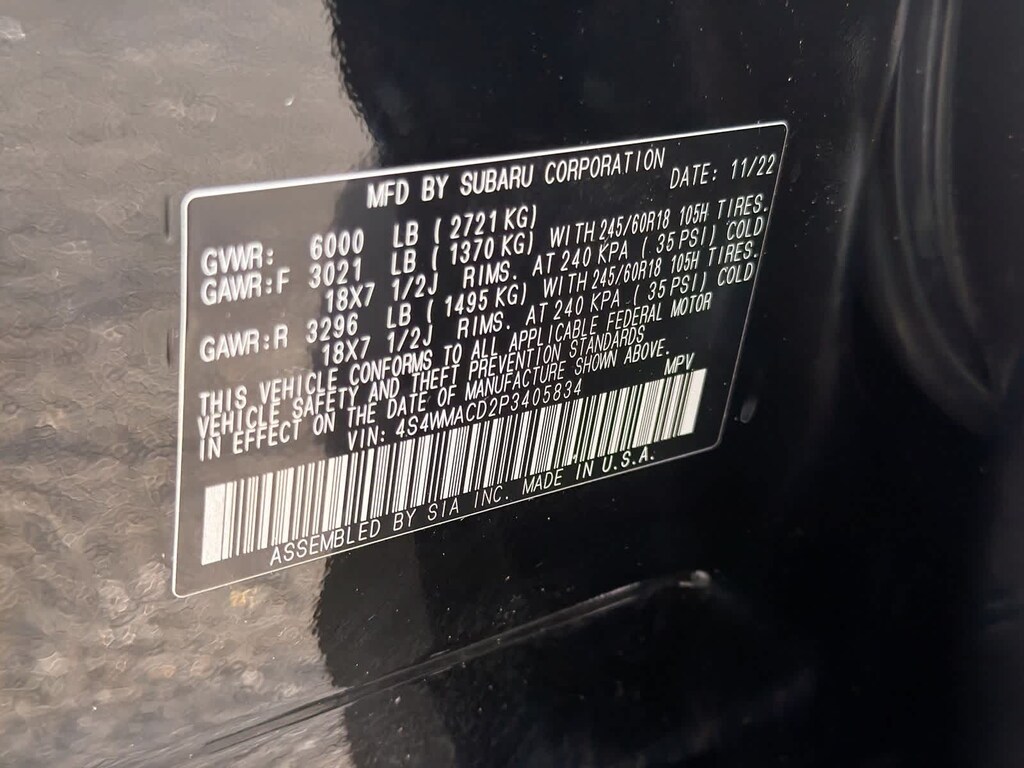 MFD BY SUBARU CORPORATION
DATE: 11/22
GVWR: 6000 LB (2721 KG)
GAWR:F 3021 LB (1370 KG) WITH 245/60R18 105H TIRES.
18X7 1/2J RIMS. AT 240 KPA (35 PSI) COLD
GAWR:R 3296 LB (1495 KG) WITH 245/60R18 105H TIRES.
18X7 1/2J RIMS. AT 240 KPA (35 PSI) COLD
THIS VEHICLE CONFORMS TO ALL APPLICABLE FEDERAL MOTOR
VEHICLE SAFETY AND THEFT PREVENTION STANDARDS
IN EFFECT ON THE DATE OF MANUFACTURE SHOWN ABOVE.
VIN: 4S4WMACD2P3405834
MPV
ASSEMBLED BY SIA INC. MADE IN U.S.A.